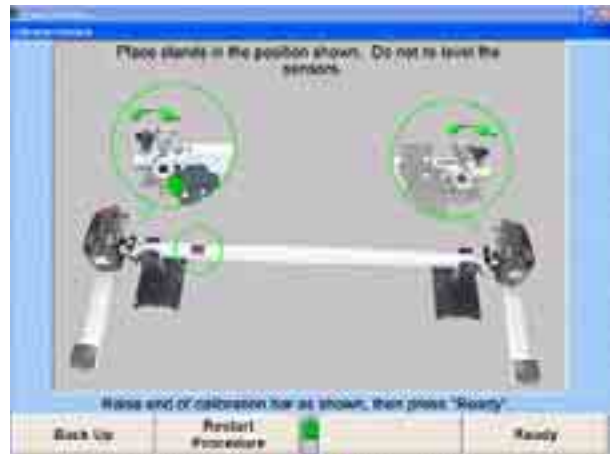 Place stands in the position shown. Do not to level the
sensors.
Raise end of calibration bar as shown, then press "Ready".
Back Up
Restart
Procedure
Ready